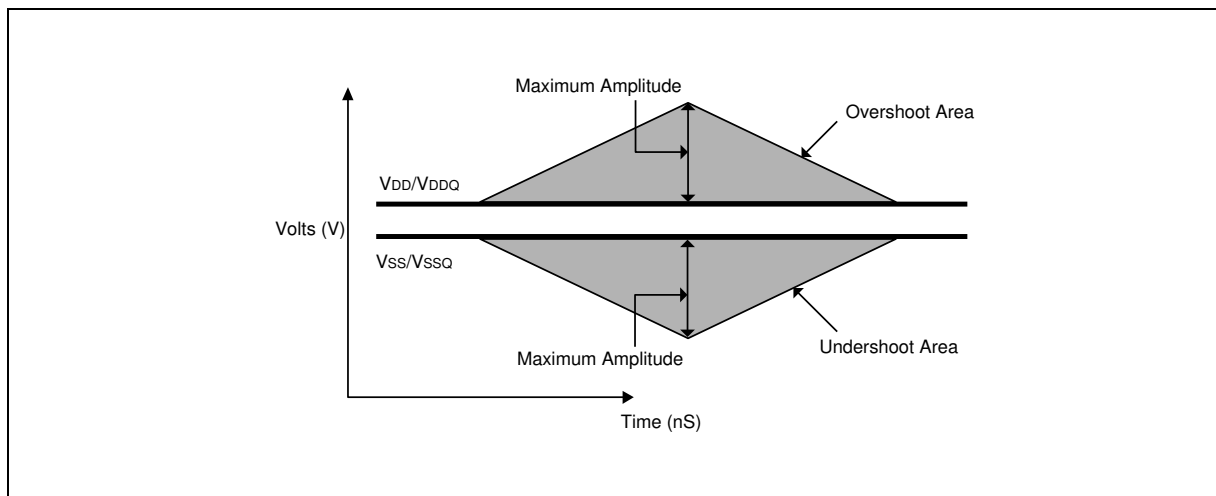 Maximum Amplitude
Overshoot Area
VDD/VDDQ
Volts (V)
VSS/VSSQ
Maximum Amplitude
Undershoot Area
Time (nS)